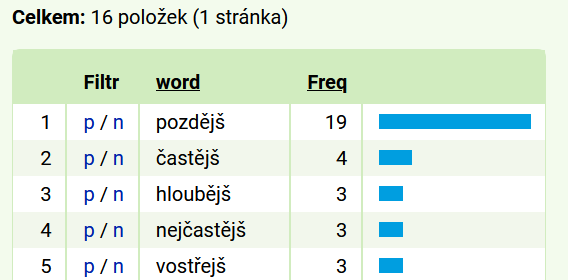 Celkem: 16 položek (1 stránka)
Filtr word Freq
1 p / n pozdějš 19
2 p / n častějš 4
3 p / n hloubějš 3
4 p / n nejčastějš 3
5 p / n vostřejš 3